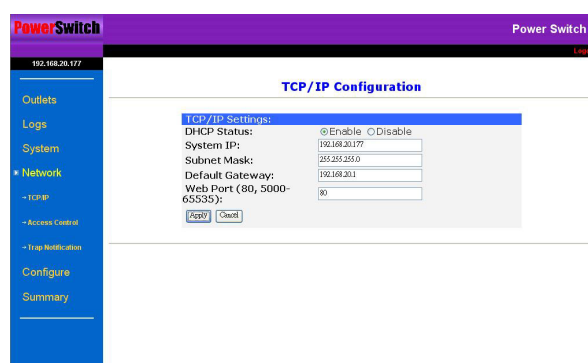 PowerSwitch
Power Switch
192.168.20.177
Outlets
Logs
System
Network
→TCP/IP
→Access Control
→Trap Notification
Configure
Summary
TCP/IP Configuration
TCP/IP Settings:
DHCP Status: Enable Disable
System IP: 192.168.20.177
Subnet Mask: 255.255.255.0
Default Gateway: 192.168.20.1
Web Port (80, 5000-
65535): 80
Apply Cancel